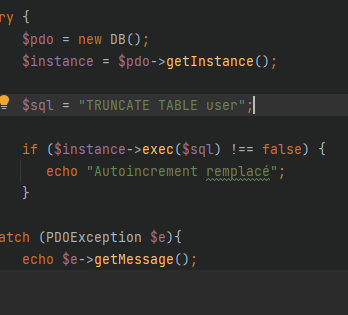 ry {
$pdo = new DB();
$instance = $pdo->getInstance();
$sql = "TRUNCATE TABLE user";
if ($instance->exec($sql) !== false) {
echo "Autoincrement remplacé";
}
atch (PDOException $e){
echo $e->getMessage();